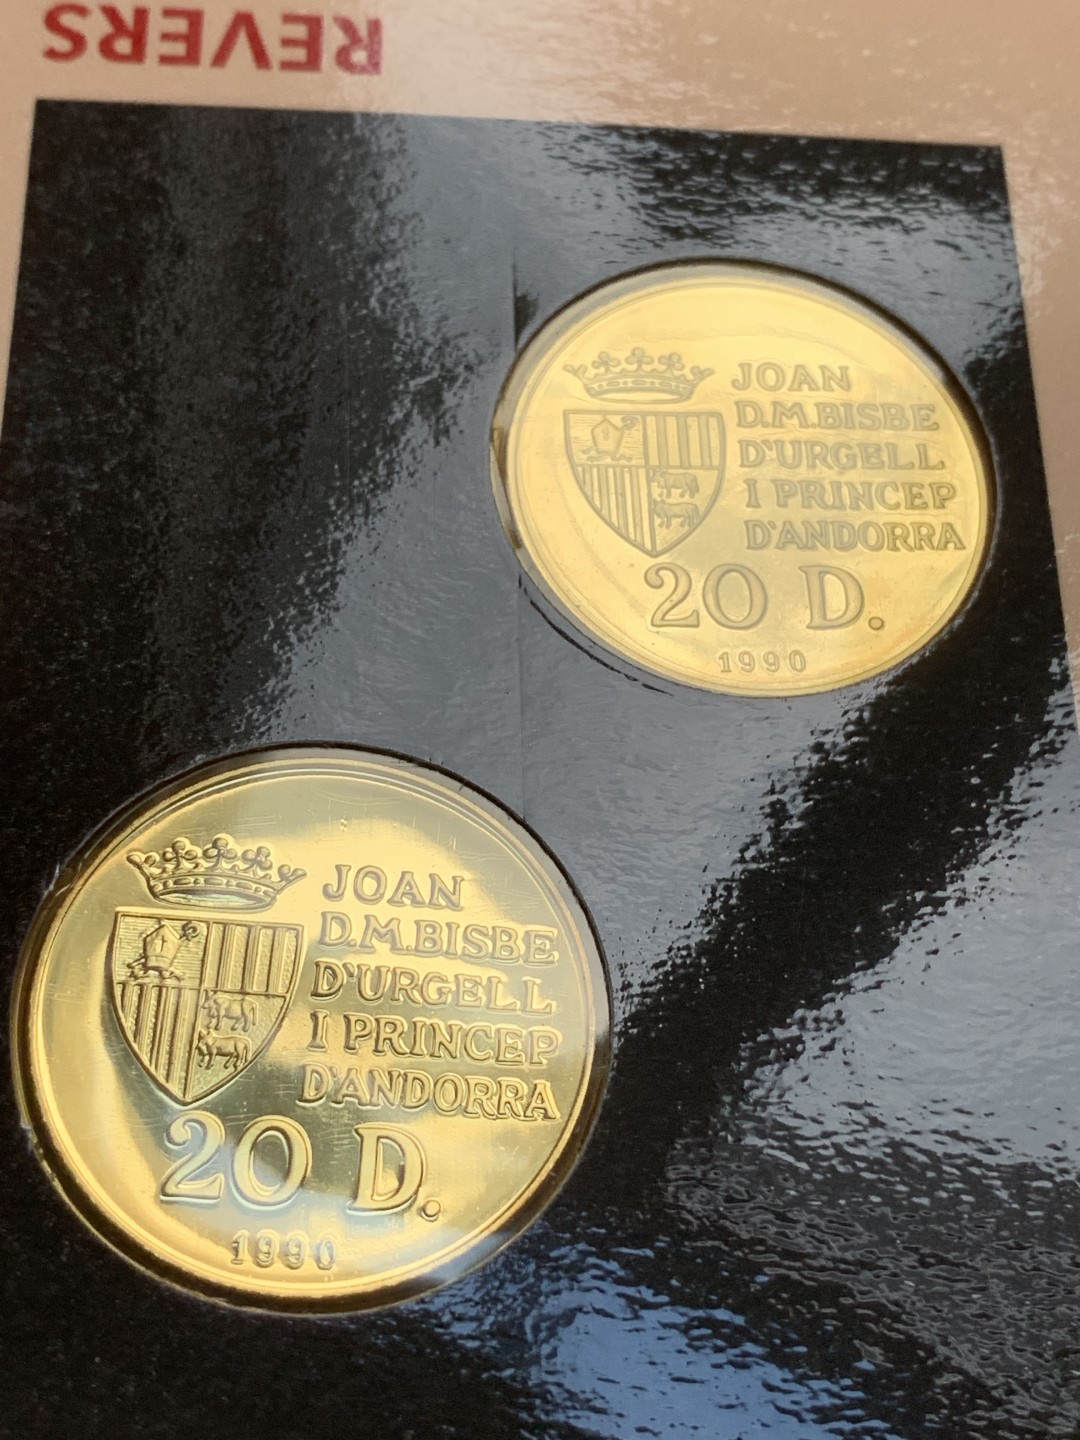 REVERS
JOAN
D.M.BISBE
D'URGELL
I PRINCEP
D'ANDORRA
20 D.
1990
JOAN
D.M.BISBE
D'URGELL
I PRINCEP
D'ANDORRA
20 D.
1990